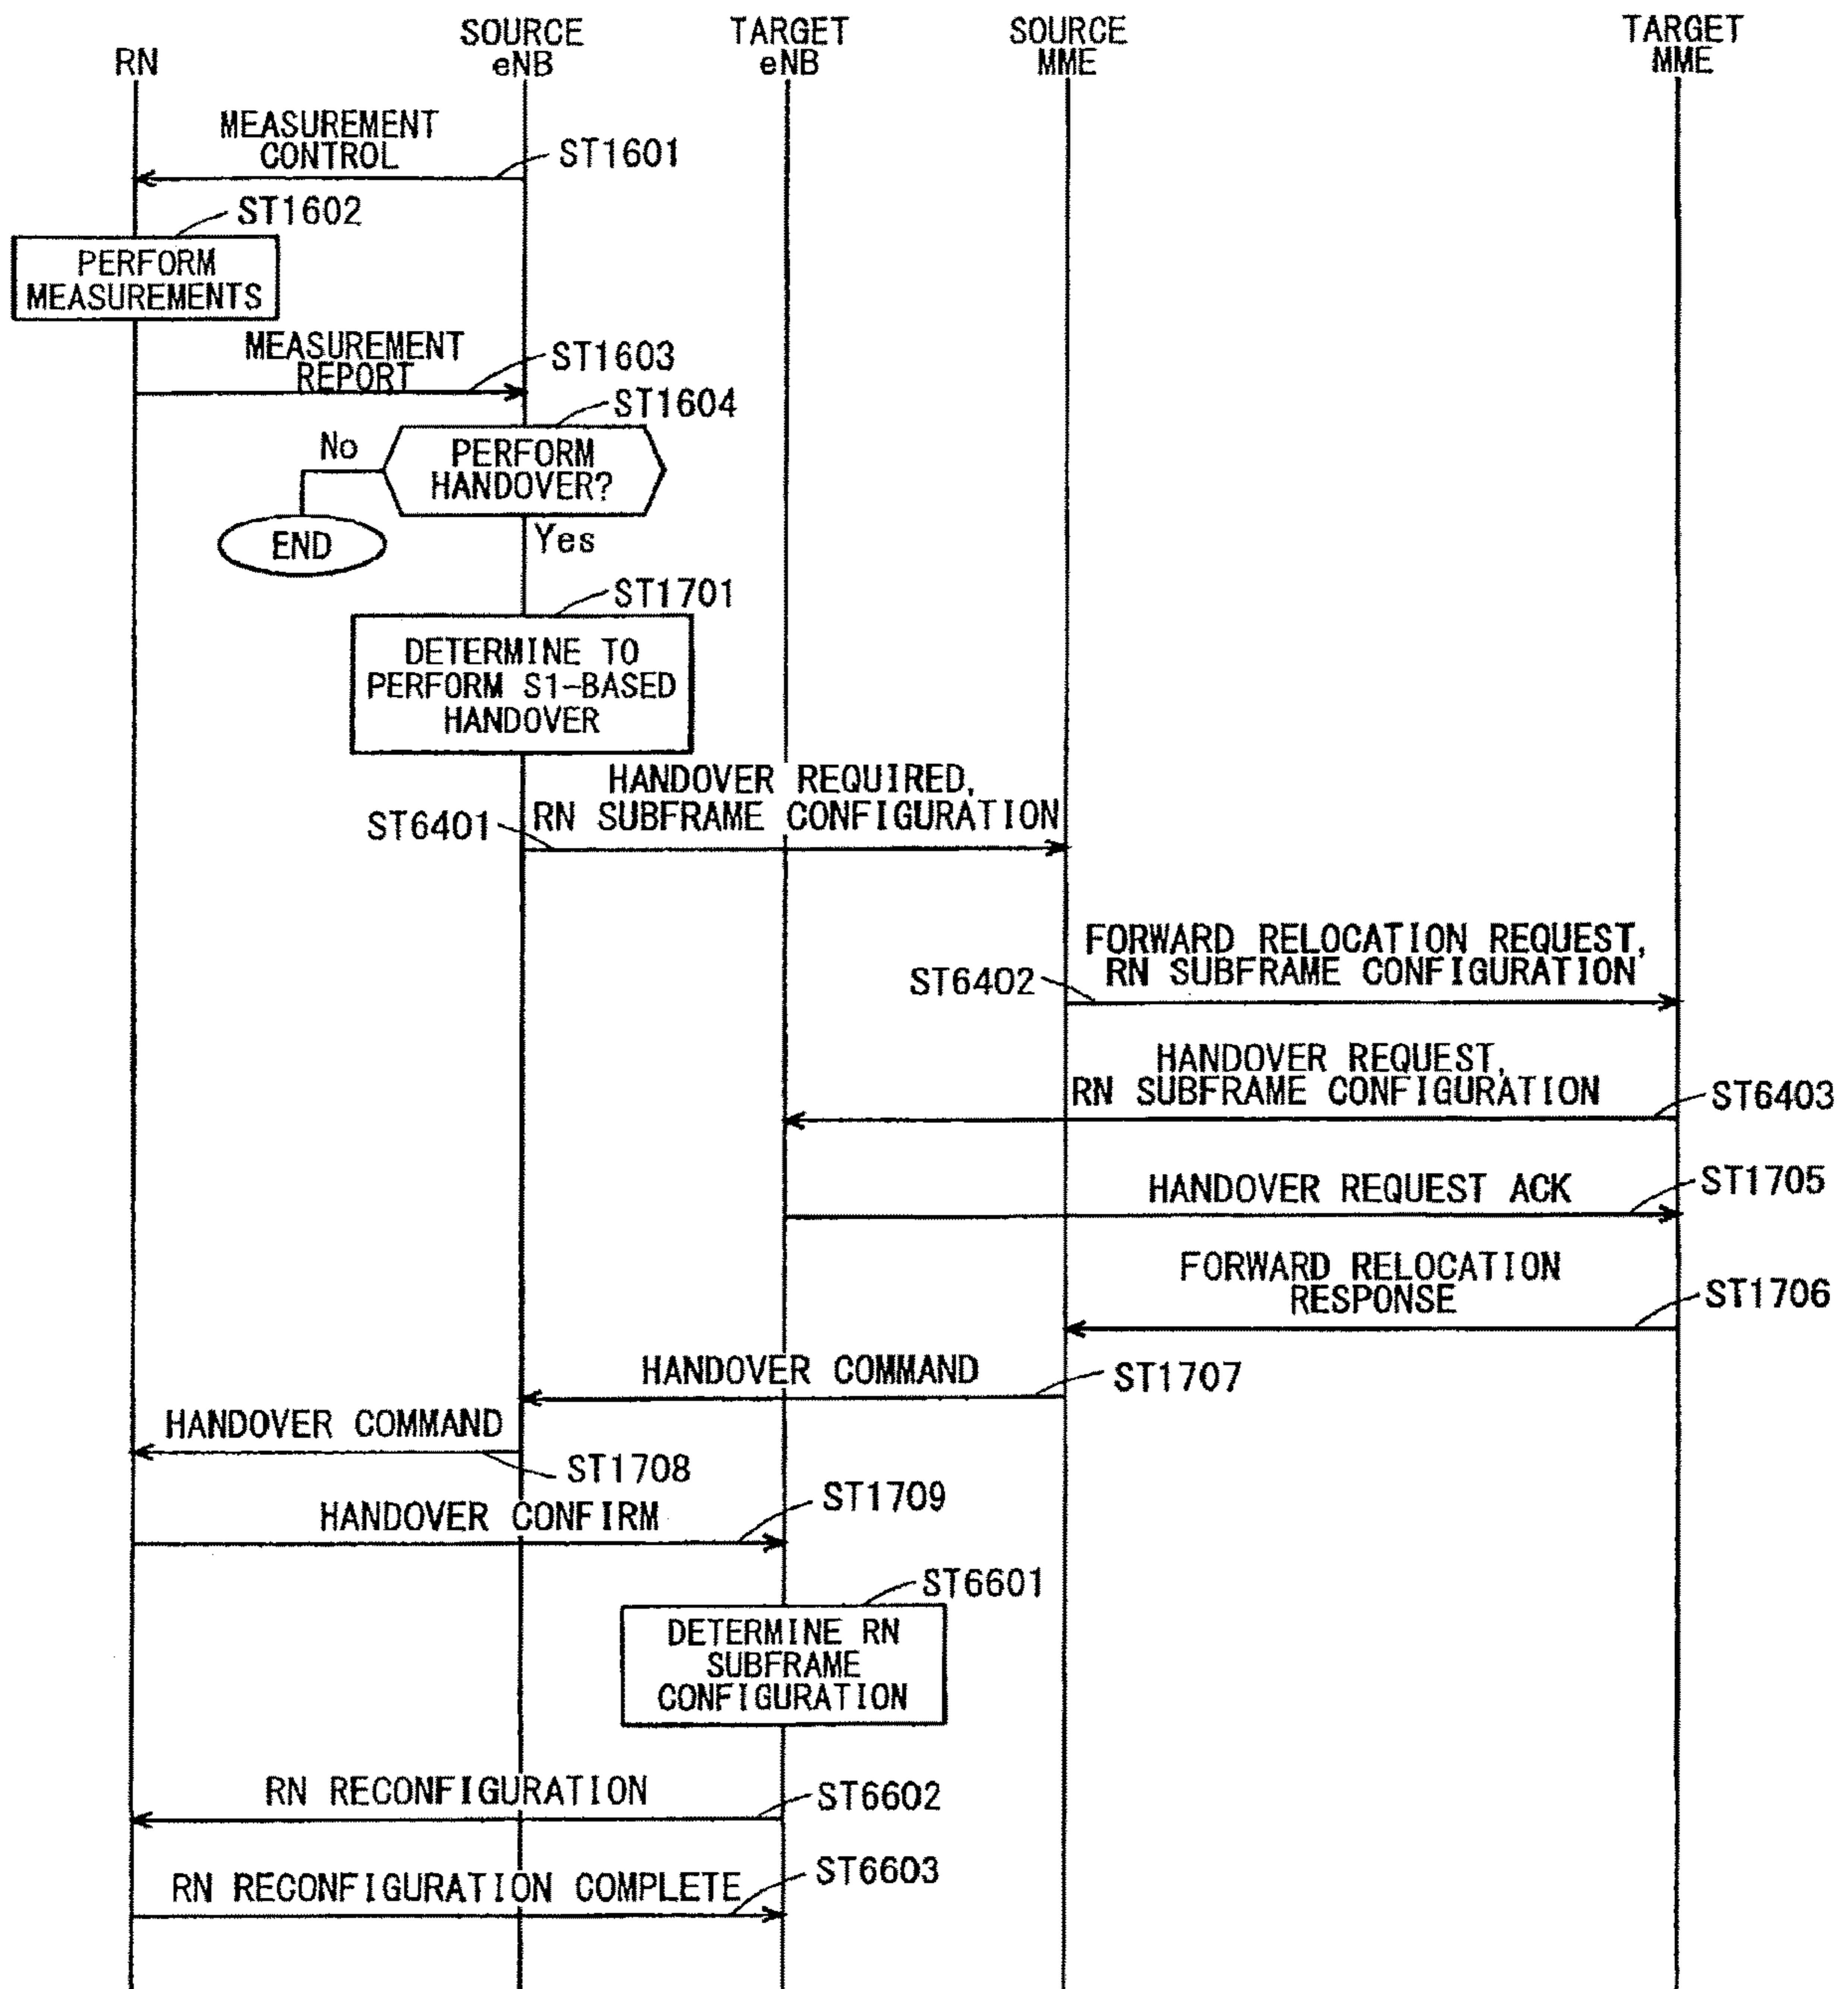 RN
SOURCE
eNB
TARGET
eNB
SOURCE
MME
TARGET
MME
MEASUREMENT
CONTROL
ST1601
ST1602
PERFORM
MEASUREMENTS
MEASUREMENT
REPORT
ST1603
ST1604
No
PERFORM
HANDOVER?
END
Yes
ST1701
DETERMINE TO
PERFORM S1-BASED
HANDOVER
HANDOVER REQUIRED,
RN SUBFRAME CONFIGURATION
ST6401
FORWARD RELOCATION REQUEST,
RN SUBFRAME CONFIGURATION
ST6402
HANDOVER REQUEST,
RN SUBFRAME CONFIGURATION
ST6403
HANDOVER REQUEST ACK
ST1705
FORWARD RELOCATION
RESPONSE
ST1706
HANDOVER COMMAND
ST1707
HANDOVER COMMAND
ST1708
HANDOVER CONFIRM
ST1709
ST6601
DETERMINE RN
SUBFRAME
CONFIGURATION
RN RECONFIGURATION
ST6602
RN RECONFIGURATION COMPLETE
ST6603